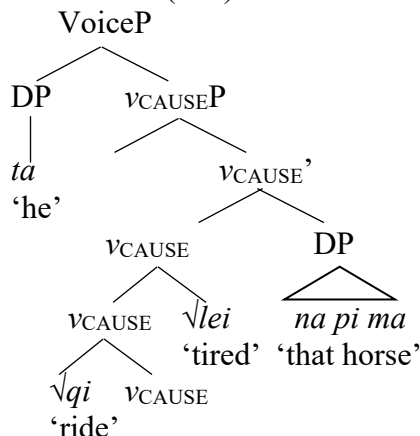 VoiceP
DP vCAUSEP
ta
‘he’ vCAUSE’
vCAUSE DP
vCAUSE √lei na pi ma
‘tired’ ‘that horse’
√qi vCAUSE
‘ride’